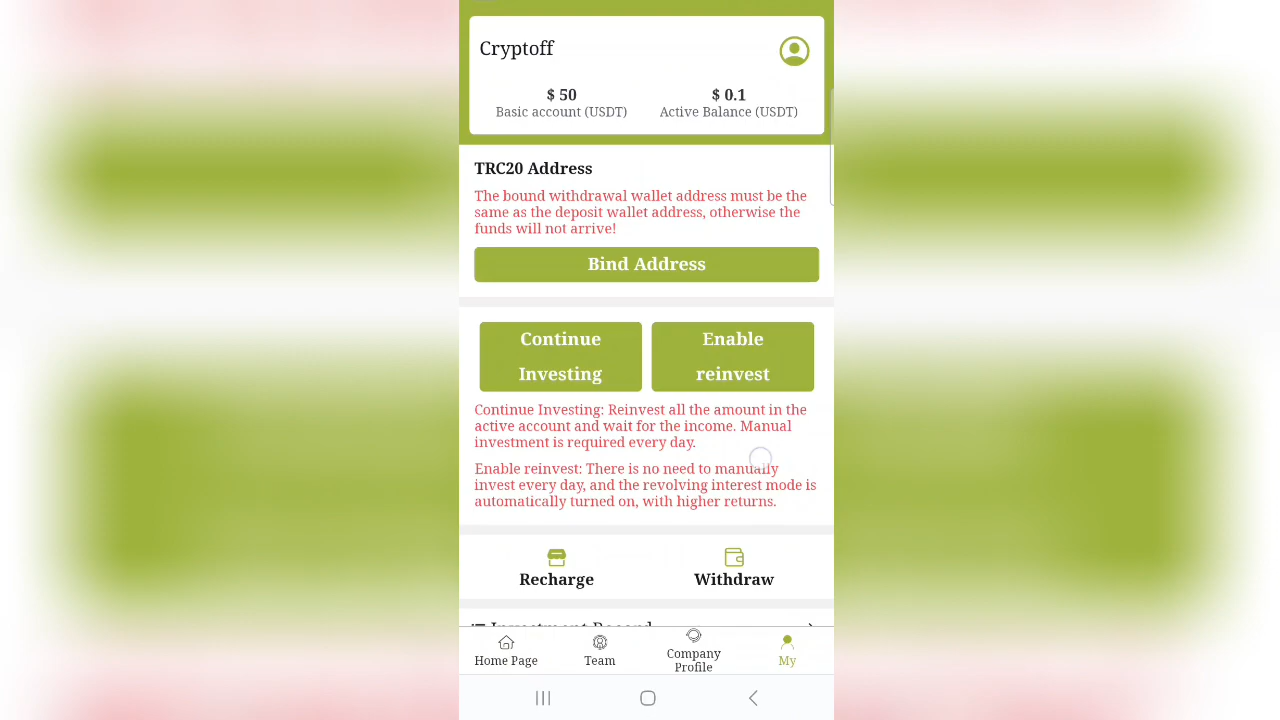 Cryptoff
$ 50
Basic account (USDT)
$ 0.1
Active Balance (USDT)
TRC20 Address
The bound withdrawal wallet address must be the
same as the deposit wallet address, otherwise the
funds will not arrive!
Bind Address
Continue
Investing
Enable
reinvest
Continue Investing: Reinvest all the amount in the
active account and wait for the income. Manual
investment is required every day.
Enable reinvest: There is no need to manually
invest every day, and the revolving interest mode is
automatically turned on, with higher returns.
Recharge
Withdraw
Investment Record
Home Page
Team
Company
Profile
My